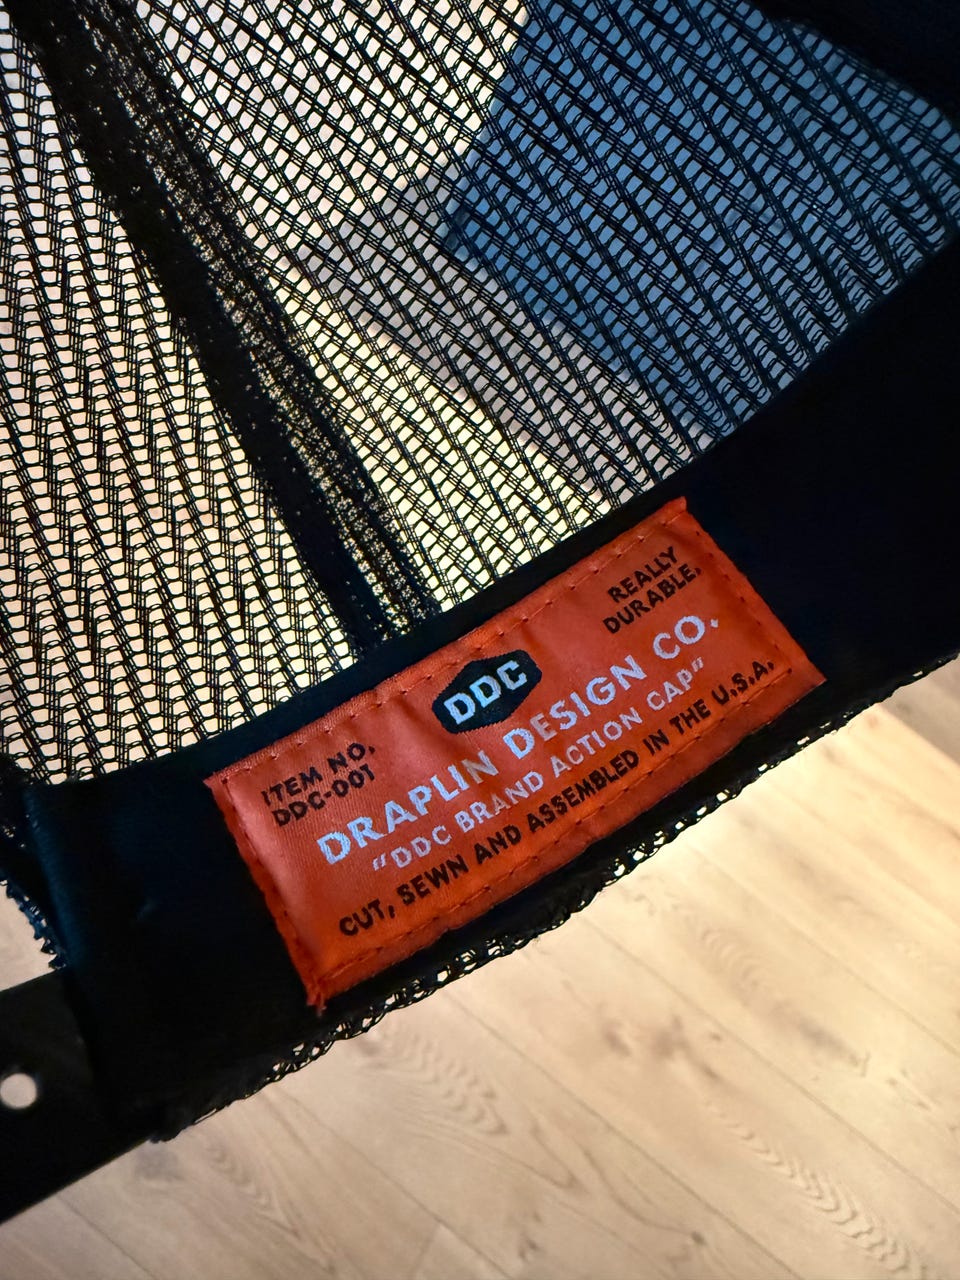 ITEM NO.
DDC-001
DDC
REALLY
DURABLE.
DRAPLIN DESIGN CO.
"DDC BRAND ACTION CAP"
CUT, SEWN AND ASSEMBLED IN THE U.S.A.